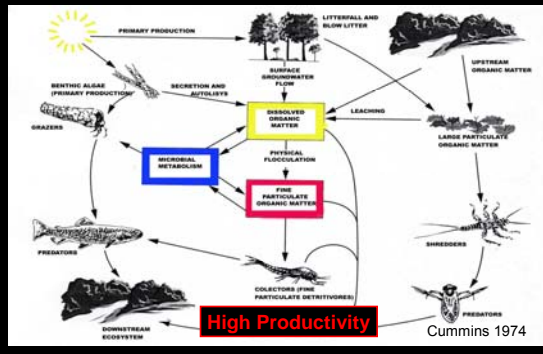 PRIMARY PRODUCTION
LITTERFALL AND
BLOW LITTER
UPSTREAM
ORGANIC MATTER
SURFACE
GROUNDWATER
FLOW
BENTHIC ALGAE
(PRIMARY PRODUCTION)
SECRETION AND
AUTOLISYS
GRAZERS
DISSOLVED
ORGANIC
MATTER
LEACHING
LARGE PARTICULATE
ORGANIC MATTER
MICROBIAL
METABOLISM
PHYSICAL
FLOCCULATION
FINE
PARTICULATE
ORGANIC MATTER
PREDATORS
SHREDDERS
COLECTORS (FINE
PARTICULATE DETRITIVORES)
DOWNSTREAM
ECOSYSTEM
High Productivity
PREDATORS
Cummins 1974